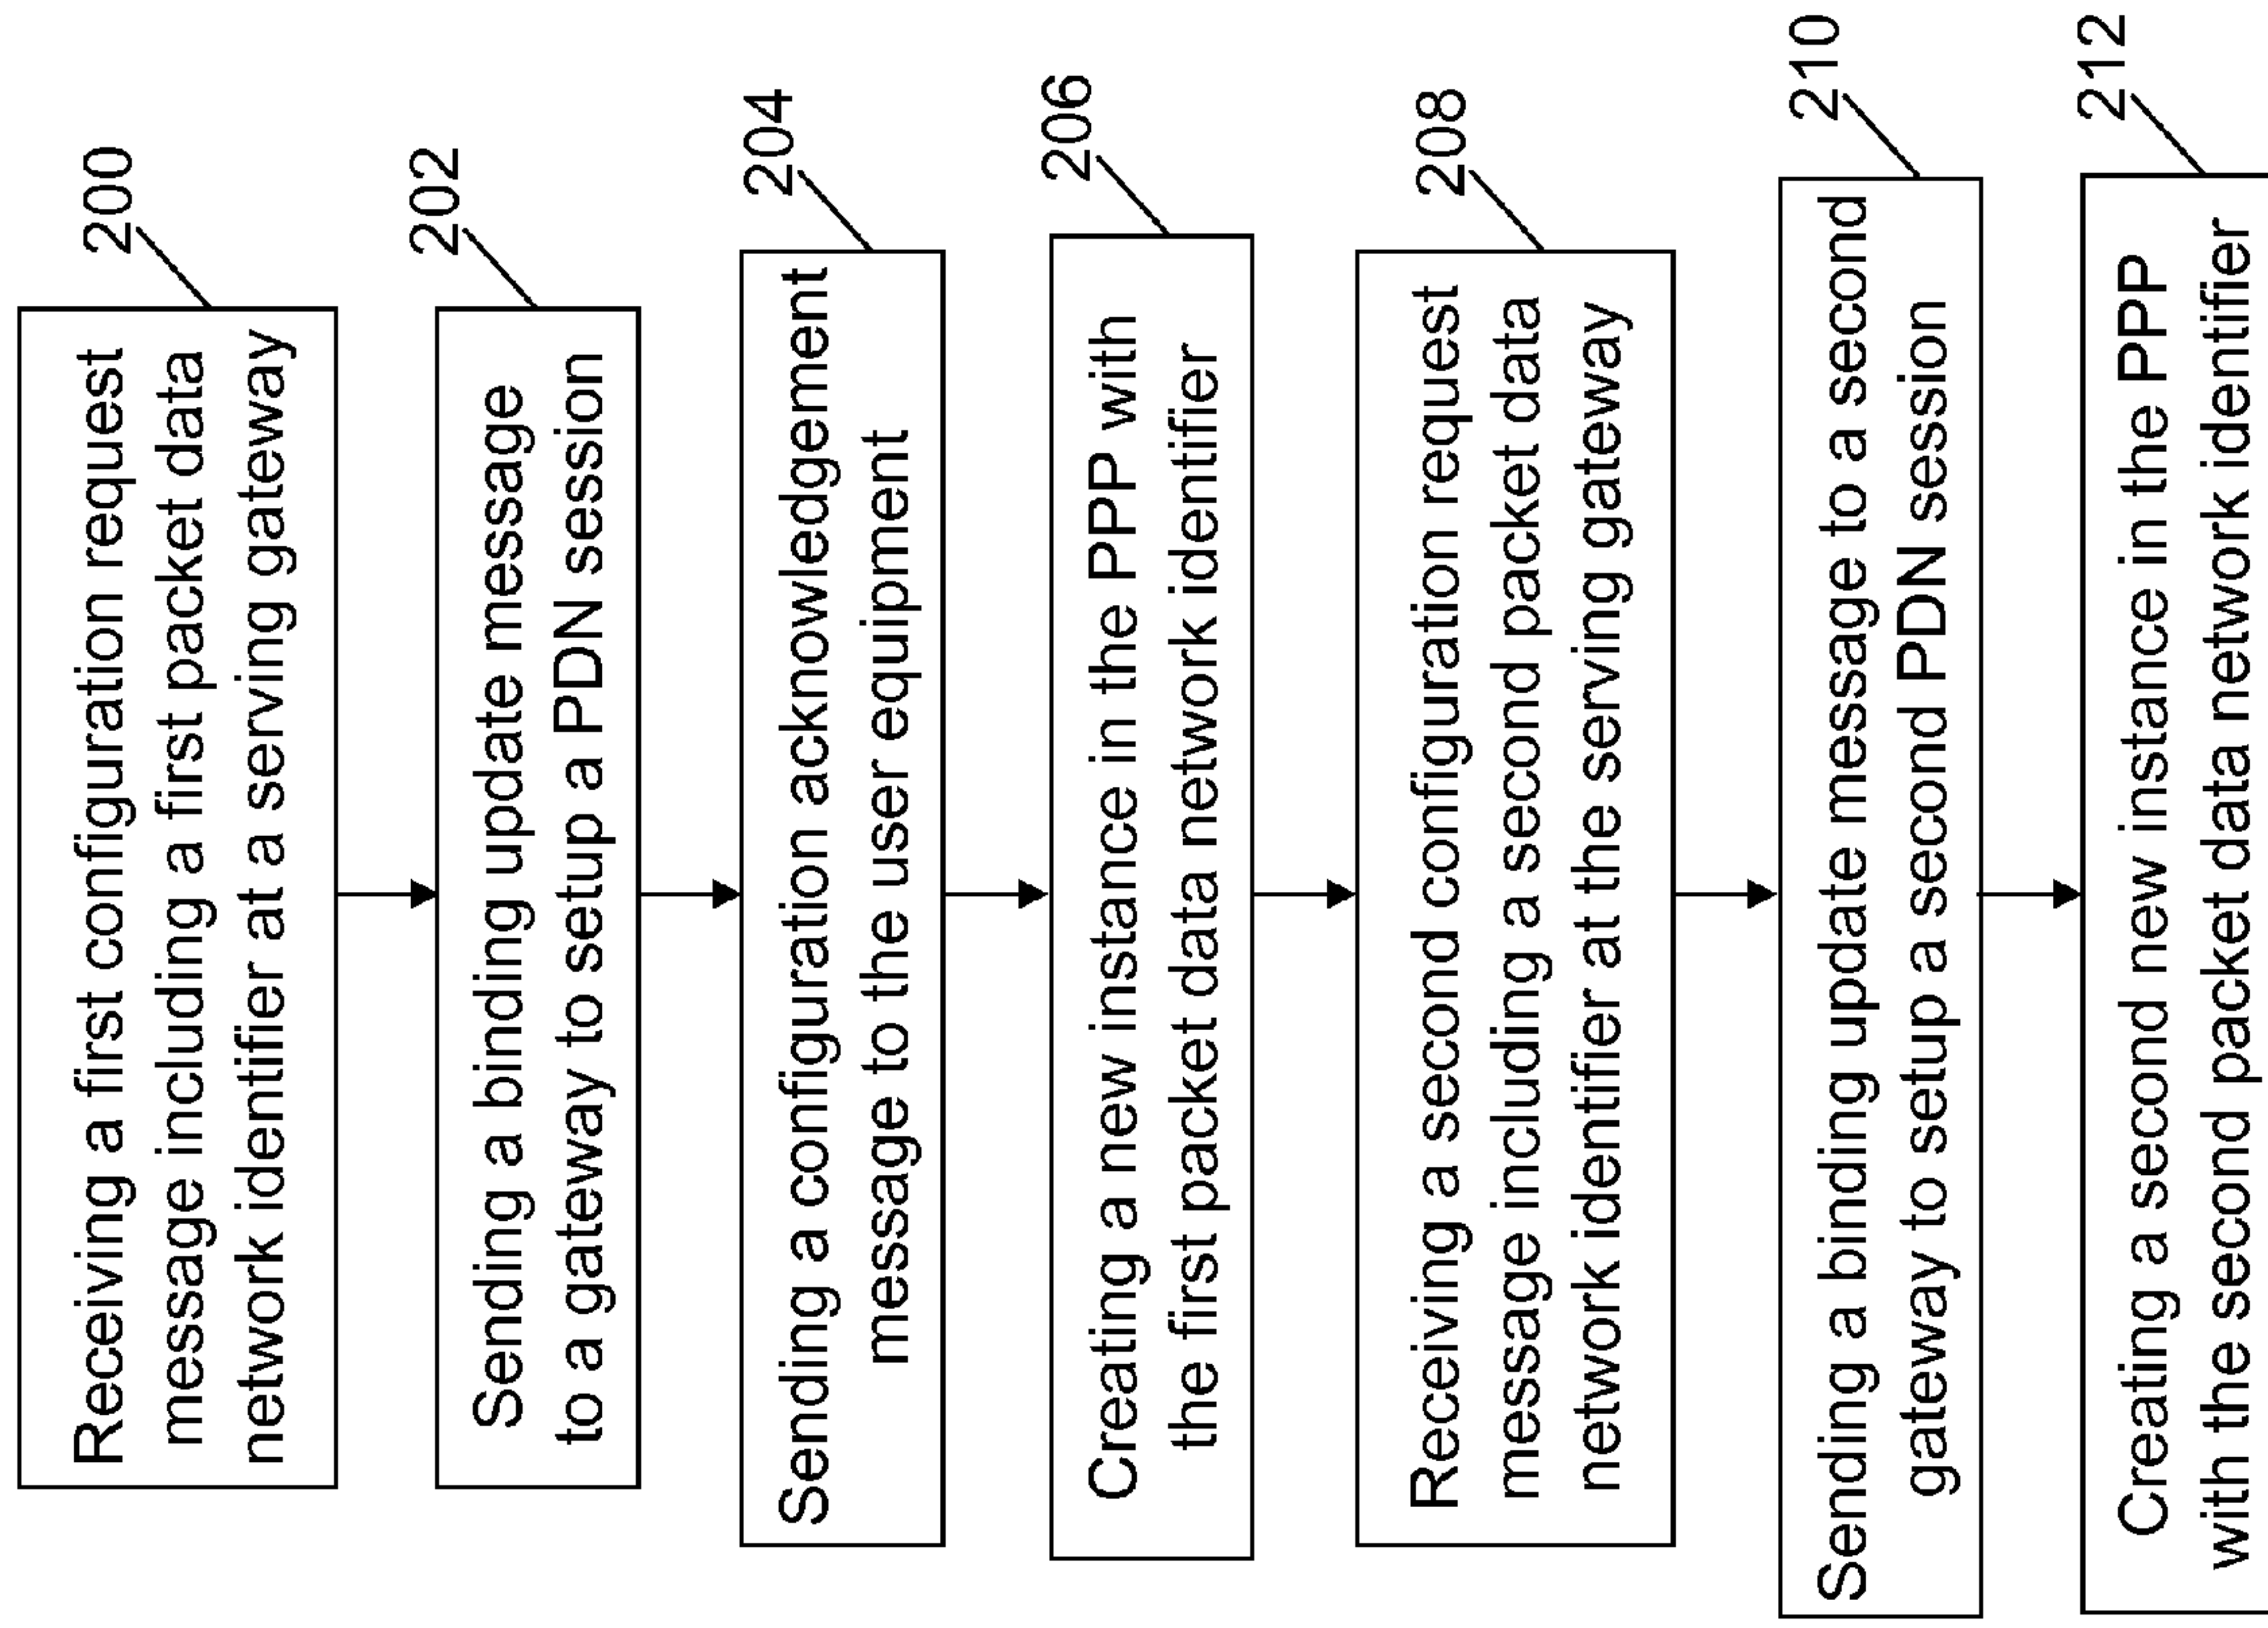 200
Receiving a first configuration request
message including a first packet data
network identifier at a serving gateway
202
Sending a binding update message
to a gateway to setup a PDN session
204
Sending a configuration acknowledgement
message to the user equipment
206
Creating a new instance in the PPP with
the first packet data network identifier
208
Receiving a second configuration request
message including a second packet data
network identifier at the serving gateway
210
Sending a binding update message to a second
gateway to setup a second PDN session
212
Creating a second new instance in the PPP
with the second packet data network identifier